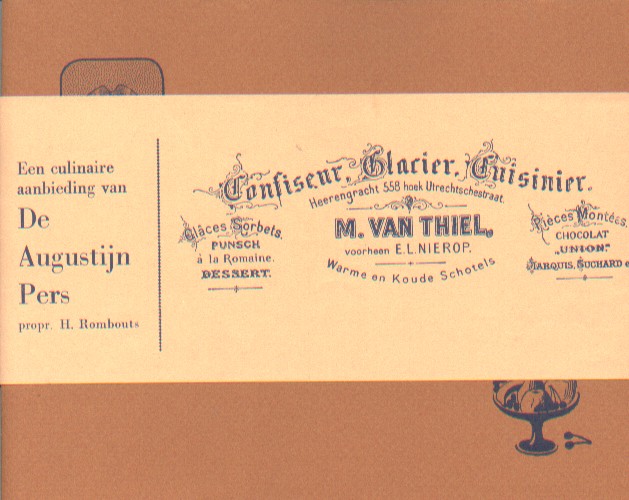 Een culinaire
aanbieding van
De
Augustijn
Pers
propr. H. Rombouts
Confiseur, Glacier, Cuisinier.
Heerengracht 558 hoek Utrechtschestraat.
M. VAN THIEL,
voorheen E.L. NIEROP.
Warme en Koude Schotels
Glâces Sorbets,
PUNSCH
à la Romaine.
DESSERT.
Pièces Montées,
CHOCOLAT
„UNION"
MARQUIS, SUCHARD